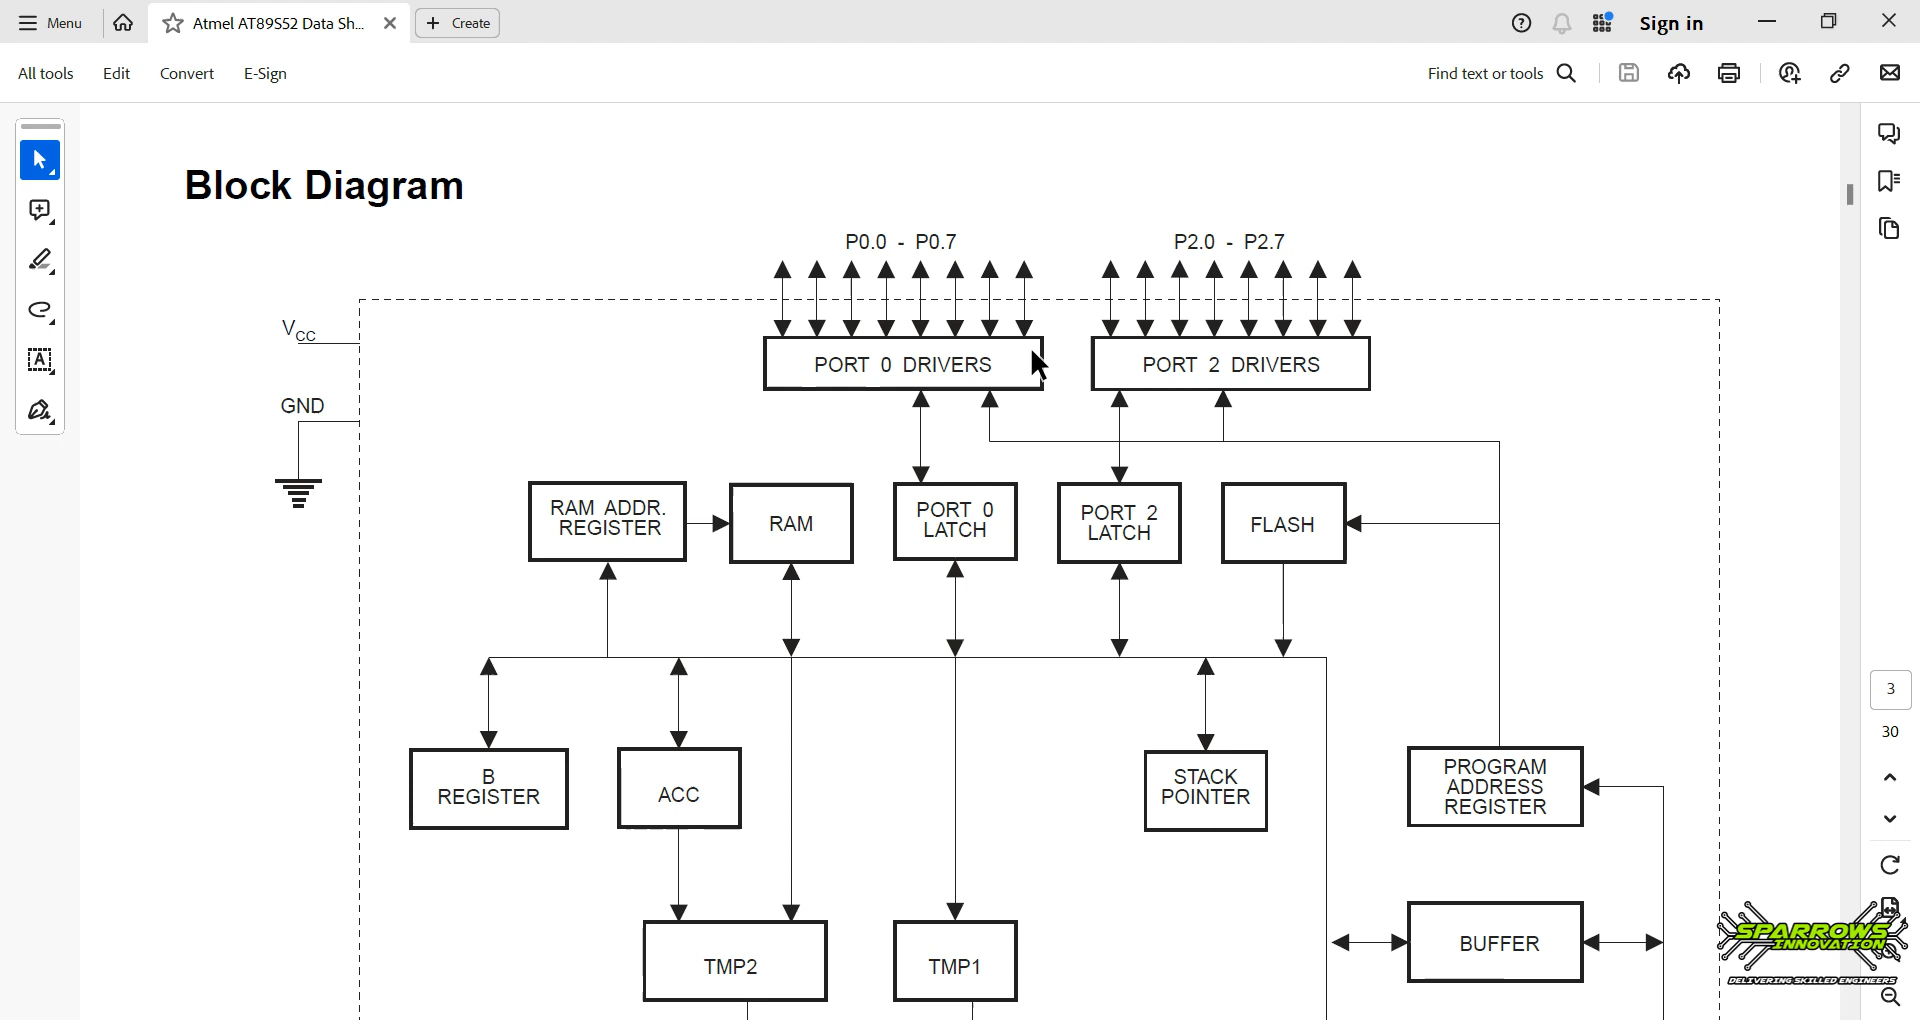 Menu
Atmel AT89S52 Data Sh...
+ Create
Sign in
All tools
Edit
Convert
E-Sign
Find text or tools
Block Diagram
P0.0 - P0.7
P2.0 - P2.7
VCC
PORT 0 DRIVERS
PORT 2 DRIVERS
GND
RAM ADDR.
REGISTER
RAM
PORT 0
LATCH
PORT 2
LATCH
FLASH
B
REGISTER
ACC
STACK
POINTER
PROGRAM
ADDRESS
REGISTER
BUFFER
TMP2
TMP1
3
30
SPARROWS
INNOVATION
DELIVERING SKILLED ENGINEERS